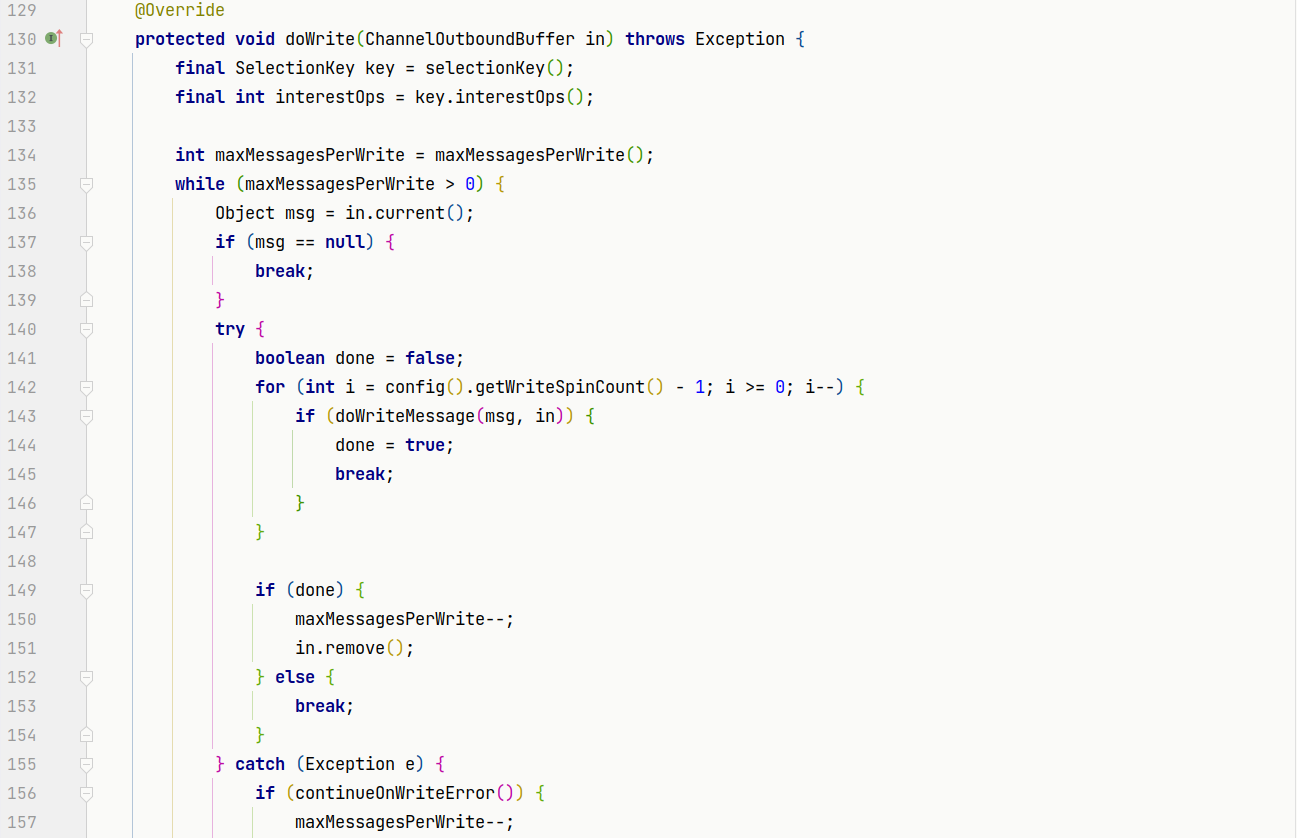 129 @Override
130 protected void doWrite(ChannelOutboundBuffer in) throws Exception {
131 final SelectionKey key = selectionKey();
132 final int interestOps = key.interestOps();
133
134 int maxMessagesPerWrite = maxMessagesPerWrite();
135 while (maxMessagesPerWrite > 0) {
136 Object msg = in.current();
137 if (msg == null) {
138 break;
139 }
140 try {
141 boolean done = false;
142 for (int i = config().getWriteSpinCount() - 1; i >= 0; i--) {
143 if (doWriteMessage(msg, in)) {
144 done = true;
145 break;
146 }
147 }
148
149 if (done) {
150 maxMessagesPerWrite--;
151 in.remove();
152 } else {
153 break;
154 }
155 } catch (Exception e) {
156 if (continueOnWriteError()) {
157 maxMessagesPerWrite--;